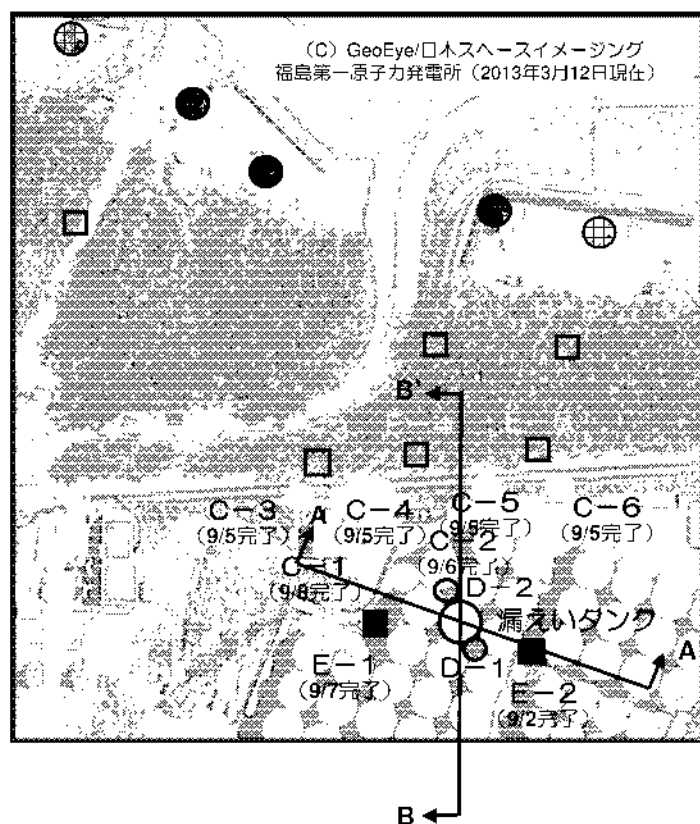 (C) GeoEye/日本スペースイメージング
福島第一原子力発電所（2013年3月12日現在）
B'
C－3
(9/5完了)
A
C－4
(9/5完了)
C－5
(9/5完了)
C－6
(9/5完了)
C－1
(9/8完了)
C－2
(9/6完了)
D－2
漏えいタンク
E－1
(9/7完了)
D－1
E－2
(9/2完了)
A
B